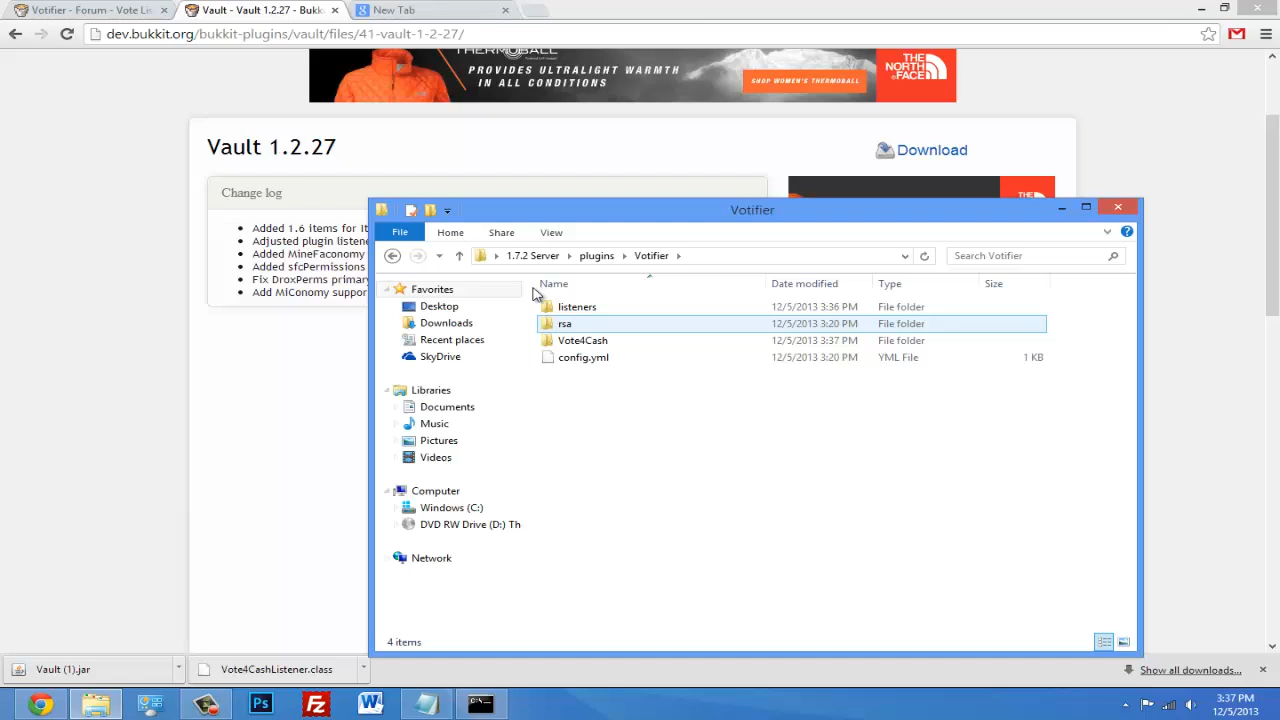 Votifier - Forum - Vote Li
Vault - Vault 1.2.27 - Bukk
New Tab
dev.bukkit.org/bukkit-plugins/vault/files/41-vault-1-2-27/
THERMOBALL
PROVIDES ULTRALIGHT WARMTH
IN ALL CONDITIONS
SHOP WOMEN'S THERMOBALL
THE
NORTH
FACE
Vault 1.2.27
Download
Change log
Added 1.6 items for It
Adjusted plugin listene
Added MineFaconomy
Added sfcPermissions
Fix DroxPerms primary
Added MiConomy suppor
THE
Votifier
File
Home
Share
View
1.7.2 Server
plugins
Votifier
Search Votifier
Name
Date modified
Type
Size
Favorites
Desktop
Downloads
Recent places
SkyDrive
Libraries
Documents
Music
Pictures
Videos
Computer
Windows (C:)
DVD RW Drive (D:) Th
Network
listeners 12/5/2013 3:36 PM File folder
rsa 12/5/2013 3:20 PM File folder
Vote4Cash 12/5/2013 3:37 PM File folder
config.yml 12/5/2013 3:20 PM YML File 1 KB
4 items
Vault (1).jar
Vote4CashListener.class
Show all downloads...
3:37 PM
12/5/2013